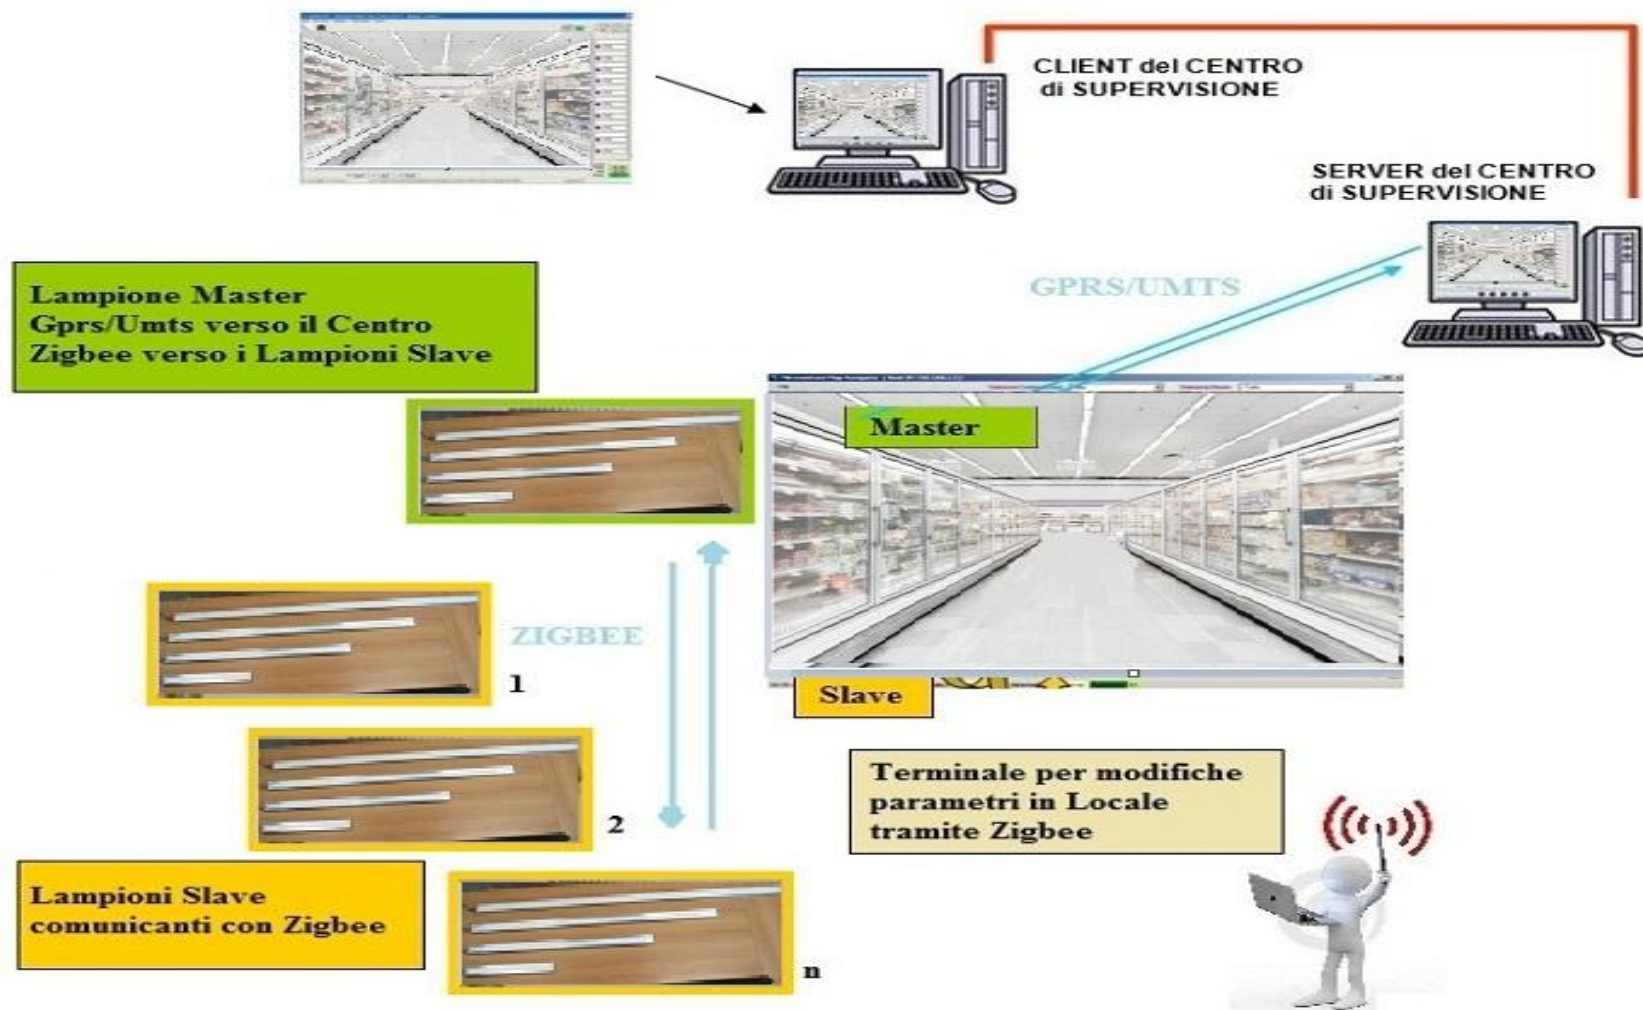 CLIENT del CENTRO
di SUPERVISIONE
SERVER del CENTRO
di SUPERVISIONE
GPRS/UMTS
Lampione Master
Gprs/Umts verso il Centro
Zigbee verso i Lampioni Slave
Master
ZIGBEE
1
Slave
2
Terminale per modifiche
parametri in Locale
tramite Zigbee
Lampioni Slave
comunicanti con Zigbee
n